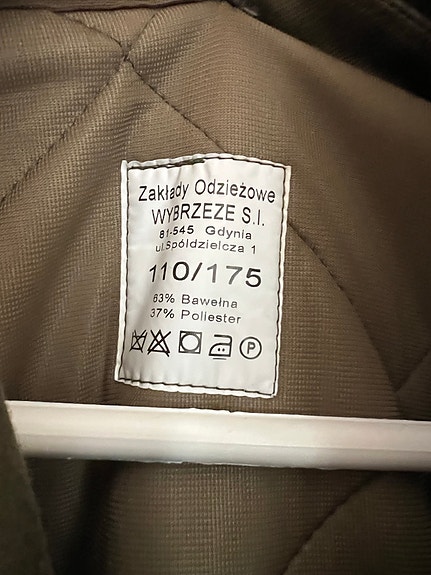 Zakłady Odzieżowe
WYBRZEZE S.I.
81-545 Gdynia
ul.Spółdzielcza 1
110/175
63% Bawełna
37% Poliester
P